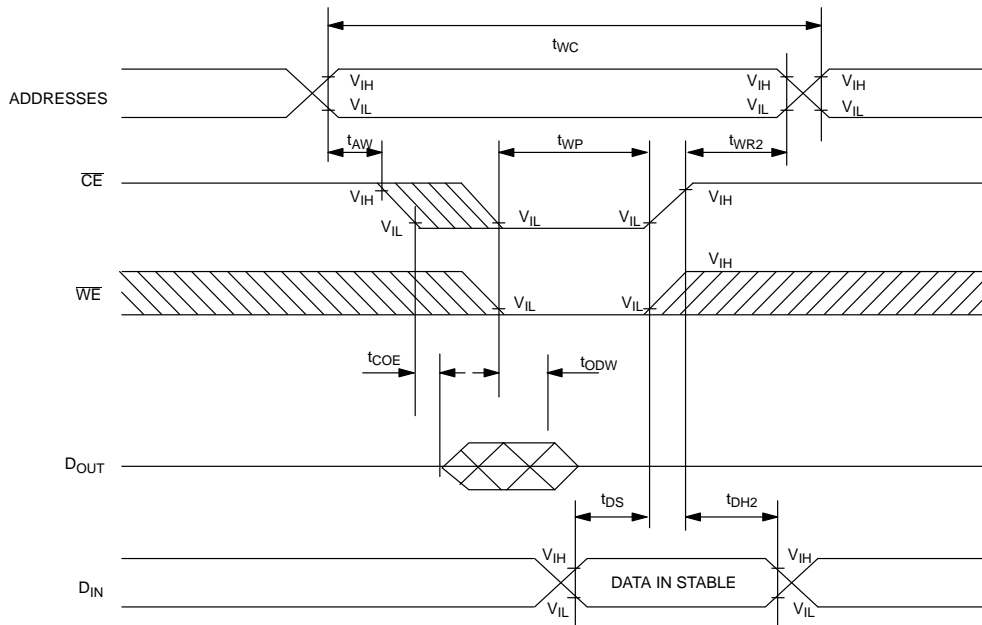 tWC
ADDRESSES
VIH VIH VIH
VIL VIL VIL
tAW tWP tWR2
CE
VIH VIH
VIL VIL VIL
VIH
WE
VIL VIL
tCOE tODW
DOUT
tDS tDH2
VIH VIH
DATA IN STABLE
DIN
VIL VIL